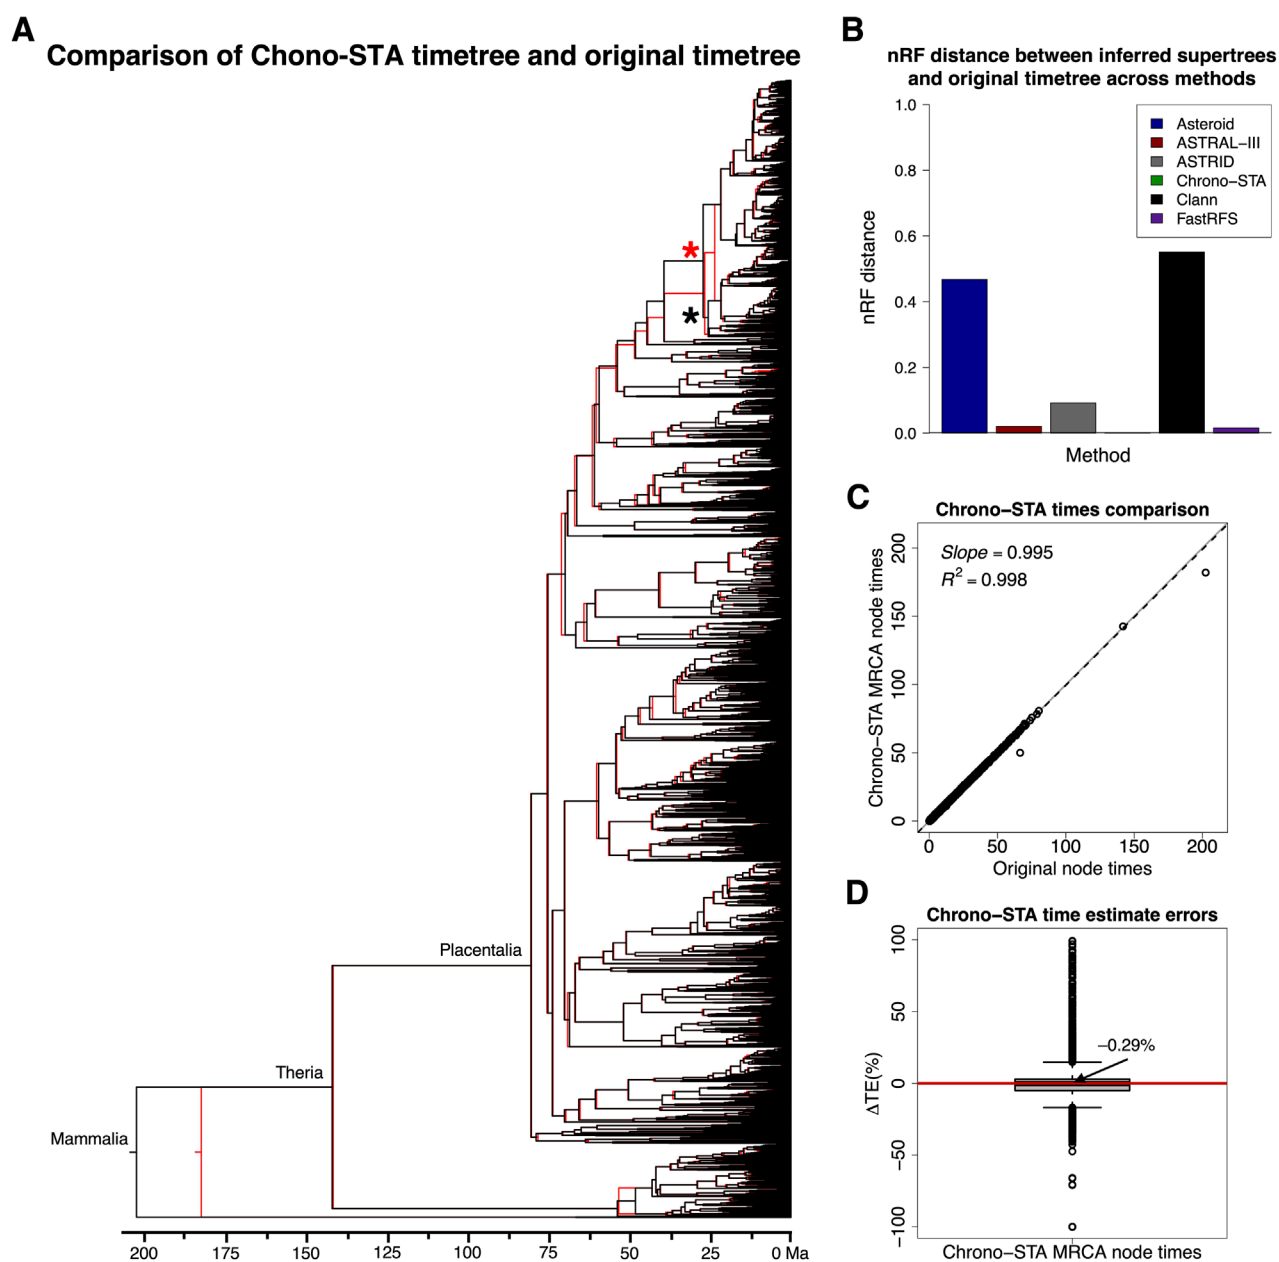 A
Comparison of Chono-STA timetree and original timetree
*
*
Placentalia
Theria
Mammalia
200 175 150 125 100 75 50 25 0 Ma
B
nRF distance between inferred supertrees
and original timetree across methods
nRF distance
1.0
0.8
0.6
0.4
0.2
0.0
Asteroid
ASTRAL-III
ASTRID
Chrono-STA
Clann
FastRFS
Method
C
Chrono-STA times comparison
Chrono-STA MRCA node times
200
150
100
50
0
Slope = 0.995
R² = 0.998
0 50 100 150 200
Original node times
D
Chrono-STA time estimate errors
ΔTE(%)
100
50
0
-50
-100
-0.29%
Chrono-STA MRCA node times